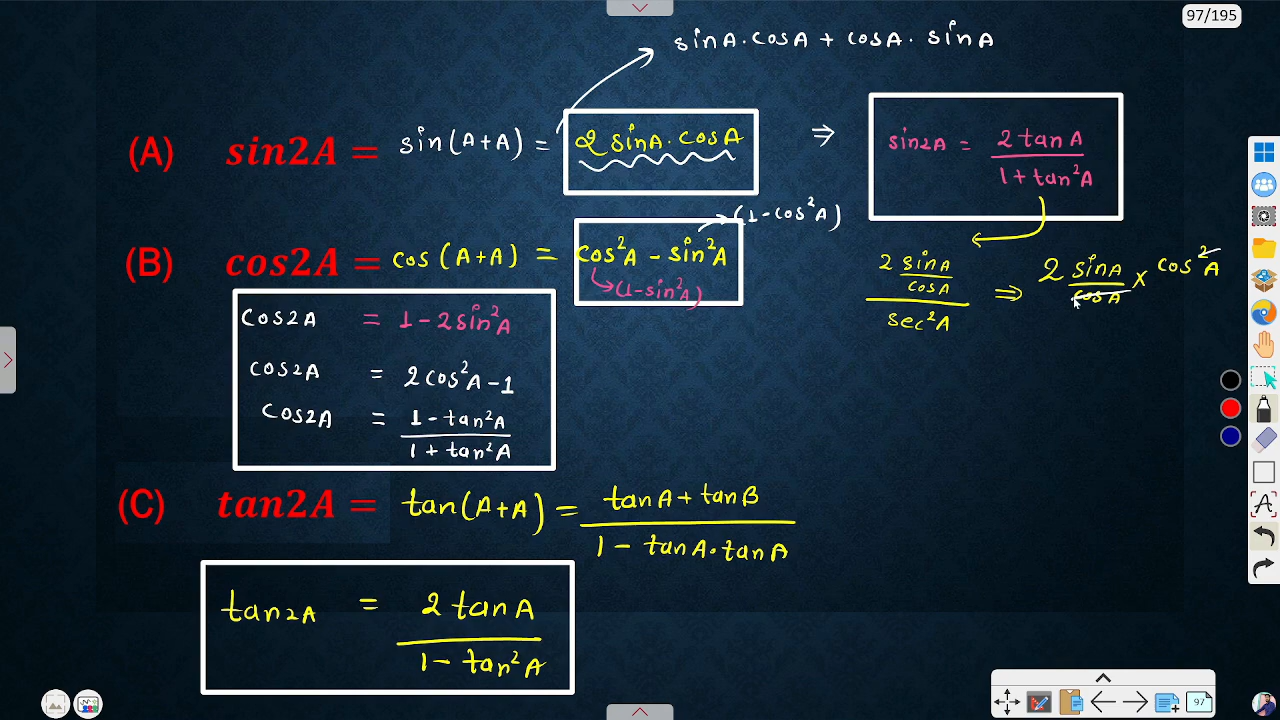 97/195
sinA·cosA + cosA· sinA
(A) sin2A = sin(A+A) = 2 sinA·cosA ⇒ sin2A = 2 tanA / 1 + tan²A
(1-cos²A)
(B) cos2A = cos (A+A) = cos²A - sin²A
(1-sin²A)
2 sinA/cosA / sec²A ⇒ 2 sinA/cosA × cos²A
cos2A = 1 - 2sin²A
cos2A = 2cos²A - 1
cos2A = 1 - tan²A / 1 + tan²A
(C) tan2A = tan(A+A) = tanA + tanB / 1 - tanA·tanA
tan2A = 2 tanA / 1 - tan²A
97